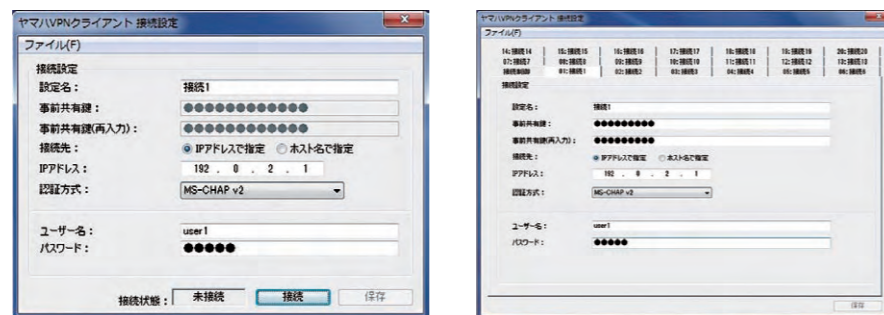 ヤマハVPNクライアント 接続設定
ファイル(F)
接続設定
設定名： 接続1
事前共有鍵： ●●●●●●●●●●●●
事前共有鍵(再入力)： ●●●●●●●●●●●●
接続先： IPアドレスで指定 ホスト名で指定
IPアドレス： 192 . 0 . 2 . 1
認証方式： MS-CHAP v2
ユーザー名： user1
パスワード： ●●●●●
接続状態： 未接続 接続 保存
ヤマハVPNクライアント 接続設定
ファイル(F)
14:接続14 15:接続15 16:接続16 17:接続17 18:接続18 19:接続19 20:接続20
07:接続7 08:接続8 09:接続9 10:接続10 11:接続11 12:接続12 13:接続13
接続制御 01:接続1 02:接続2 03:接続3 04:接続4 05:接続5 06:接続6
接続設定
設定名： 接続1
事前共有鍵： ●●●●●●●●●
事前共有鍵(再入力)： ●●●●●●●●●
接続先： IPアドレスで指定 ホスト名で指定
IPアドレス： 192 . 0 . 2 . 1
認証方式： MS-CHAP v2
ユーザー名： user1
パスワード： ●●●●●
保存